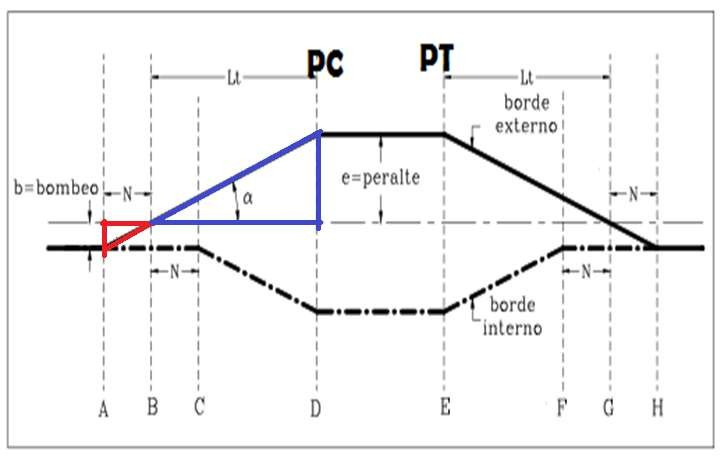 PC
PT
Lt
Lt
borde
externo
b=bombeo
N
α
e=peralte
N
N
N
borde
interno
A
B
C
D
E
F
G
H